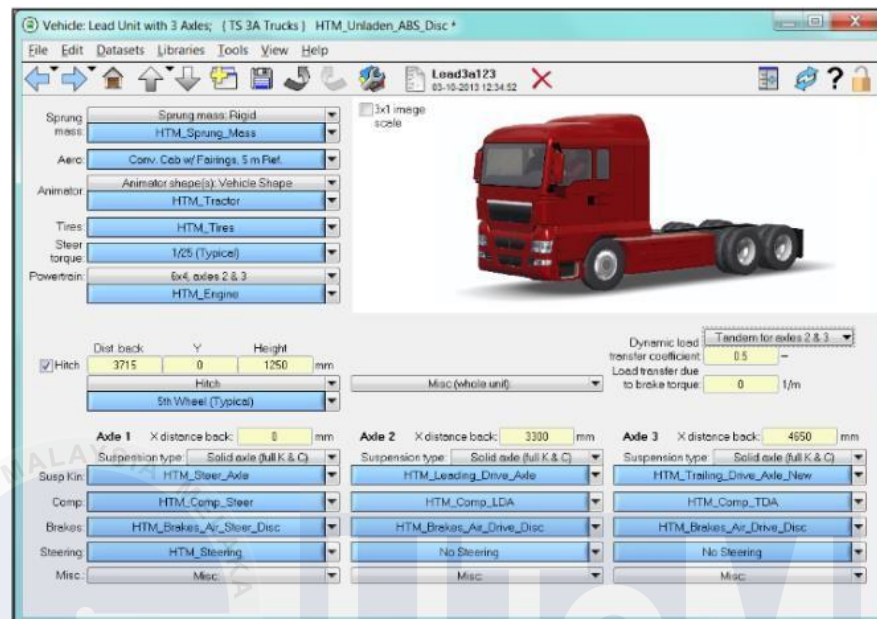 Vehicle: Lead Unit with 3 Axles; { TS 3A Trucks } HTM_Unladen_ABS_Disc *
File Edit Datasets Libraries Tools View Help
Lead3a123
03-10-2013 12:34:52
Sprung mass:
Sprung mass: Rigid
HTM_Sprung_Mass
3x1 image scale
Aero:
Conv. Cab w/ Fairings, 5 m Ref.
Animator:
Animator shape(s): Vehicle Shape
HTM_Tractor
Tires:
HTM_Tires
Steer torque:
1/25 (Typical)
Powertrain:
6x4, axles 2 & 3
HTM_Engine
Dist. back Y Height
Hitch 3715 0 1250 mm
Hitch
5th Wheel (Typical)
Misc (whole unit):
Dynamic load transfer coefficient:
Tandem for axles 2 & 3
0.5 –
Load transfer due to brake torque: 0 1/m
Axle 1 X distance back: 0 mm Axle 2 X distance back: 3300 mm Axle 3 X distance back: 4650 mm
Suspension type: Solid axle (full K & C) Suspension type: Solid axle (full K & C) Suspension type: Solid axle (full K & C)
Susp Kin: HTM_Steer_Axle HTM_Leading_Drive_Axle HTM_Trailing_Drive_Axle_New
Comp: HTM_Comp_Steer HTM_Comp_LDA HTM_Comp_TDA
Brakes: HTM_Brakes_Air_Steer_Disc HTM_Brakes_Air_Drive_Disc HTM_Brakes_Air_Drive_Disc
Steering: HTM_Steering No Steering No Steering
Misc.: Misc: Misc: Misc:
MALAYSIA MELAKA